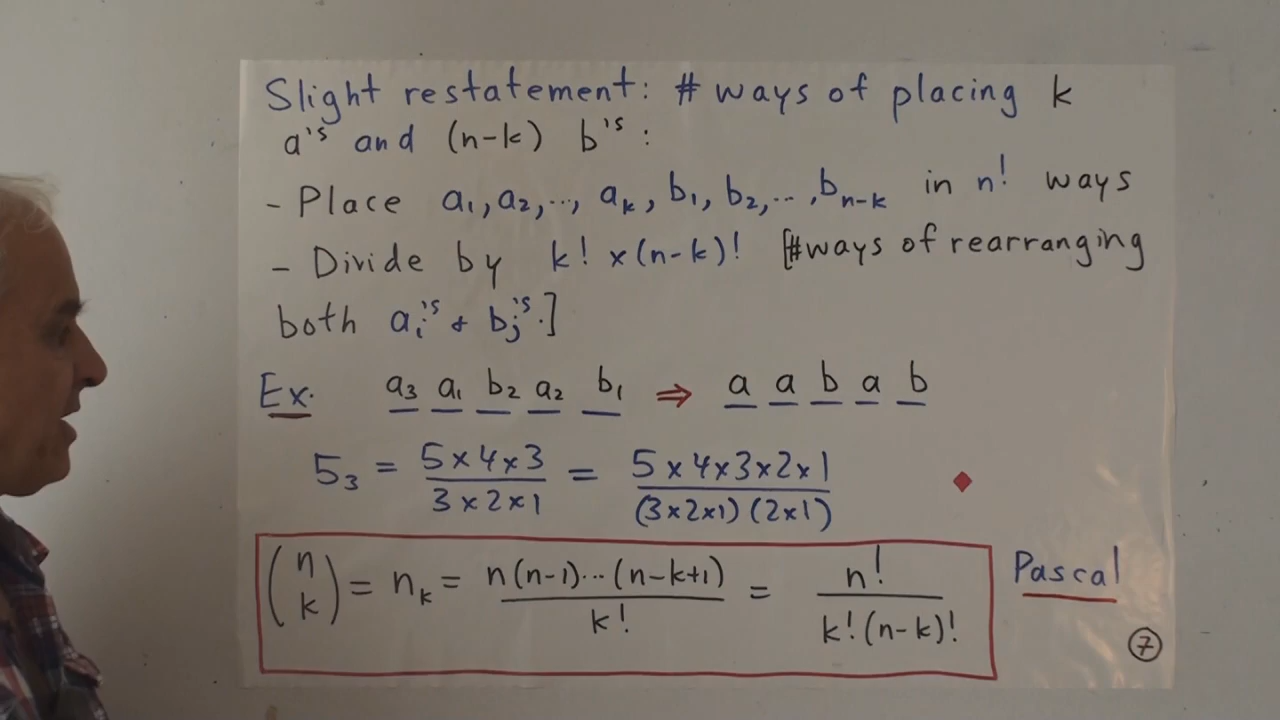 Slight restatement: # ways of placing k
a's and (n-k) b's:
- Place a₁, a₂, ..., aₖ, b₁, b₂, ..., bₙ₋ₖ in n! ways
- Divide by k! × (n-k)! [# ways of rearranging
both aᵢ's & bⱼ's.]
Ex. a₃ a₁ b₂ a₂ b₁ ⇒ a a b a b
5₃ = (5×4×3)/(3×2×1) = (5×4×3×2×1)/((3×2×1)(2×1))
(n k) = nₖ = (n(n-1)...(n-k+1))/(k!) = (n!)/(k!(n-k)!) Pascal
7